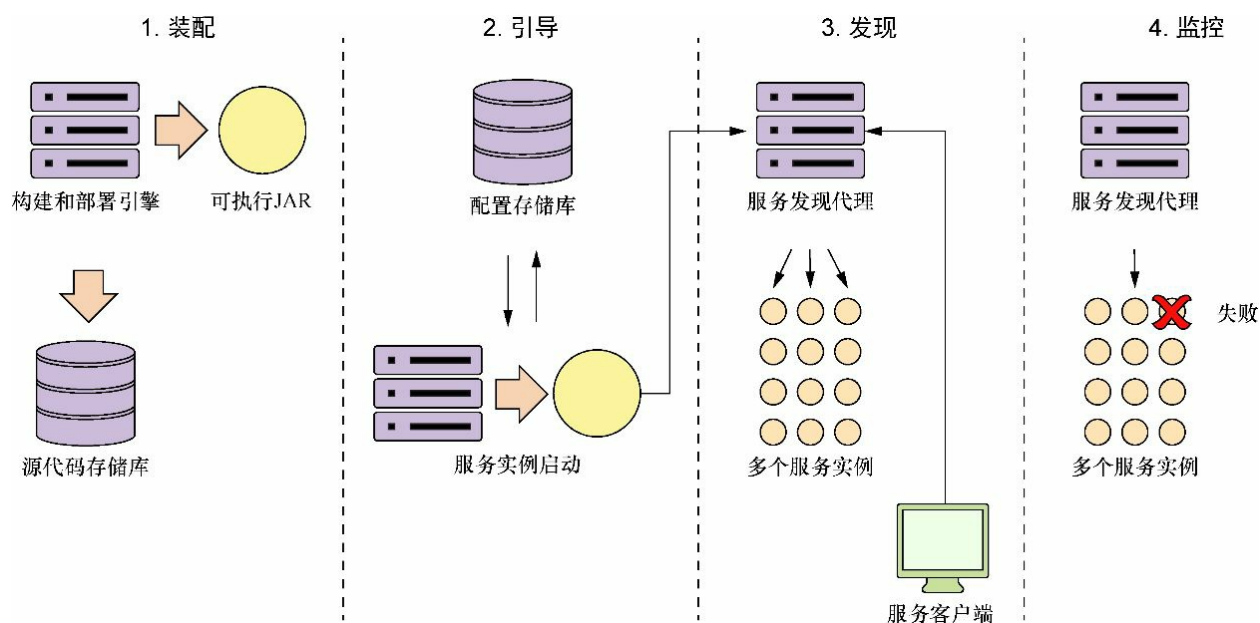 1. 装配
2. 引导
3. 发现
4. 监控
构建和部署引擎
可执行JAR
配置存储库
服务发现代理
服务发现代理
失败
源代码存储库
服务实例启动
多个服务实例
多个服务实例
服务客户端